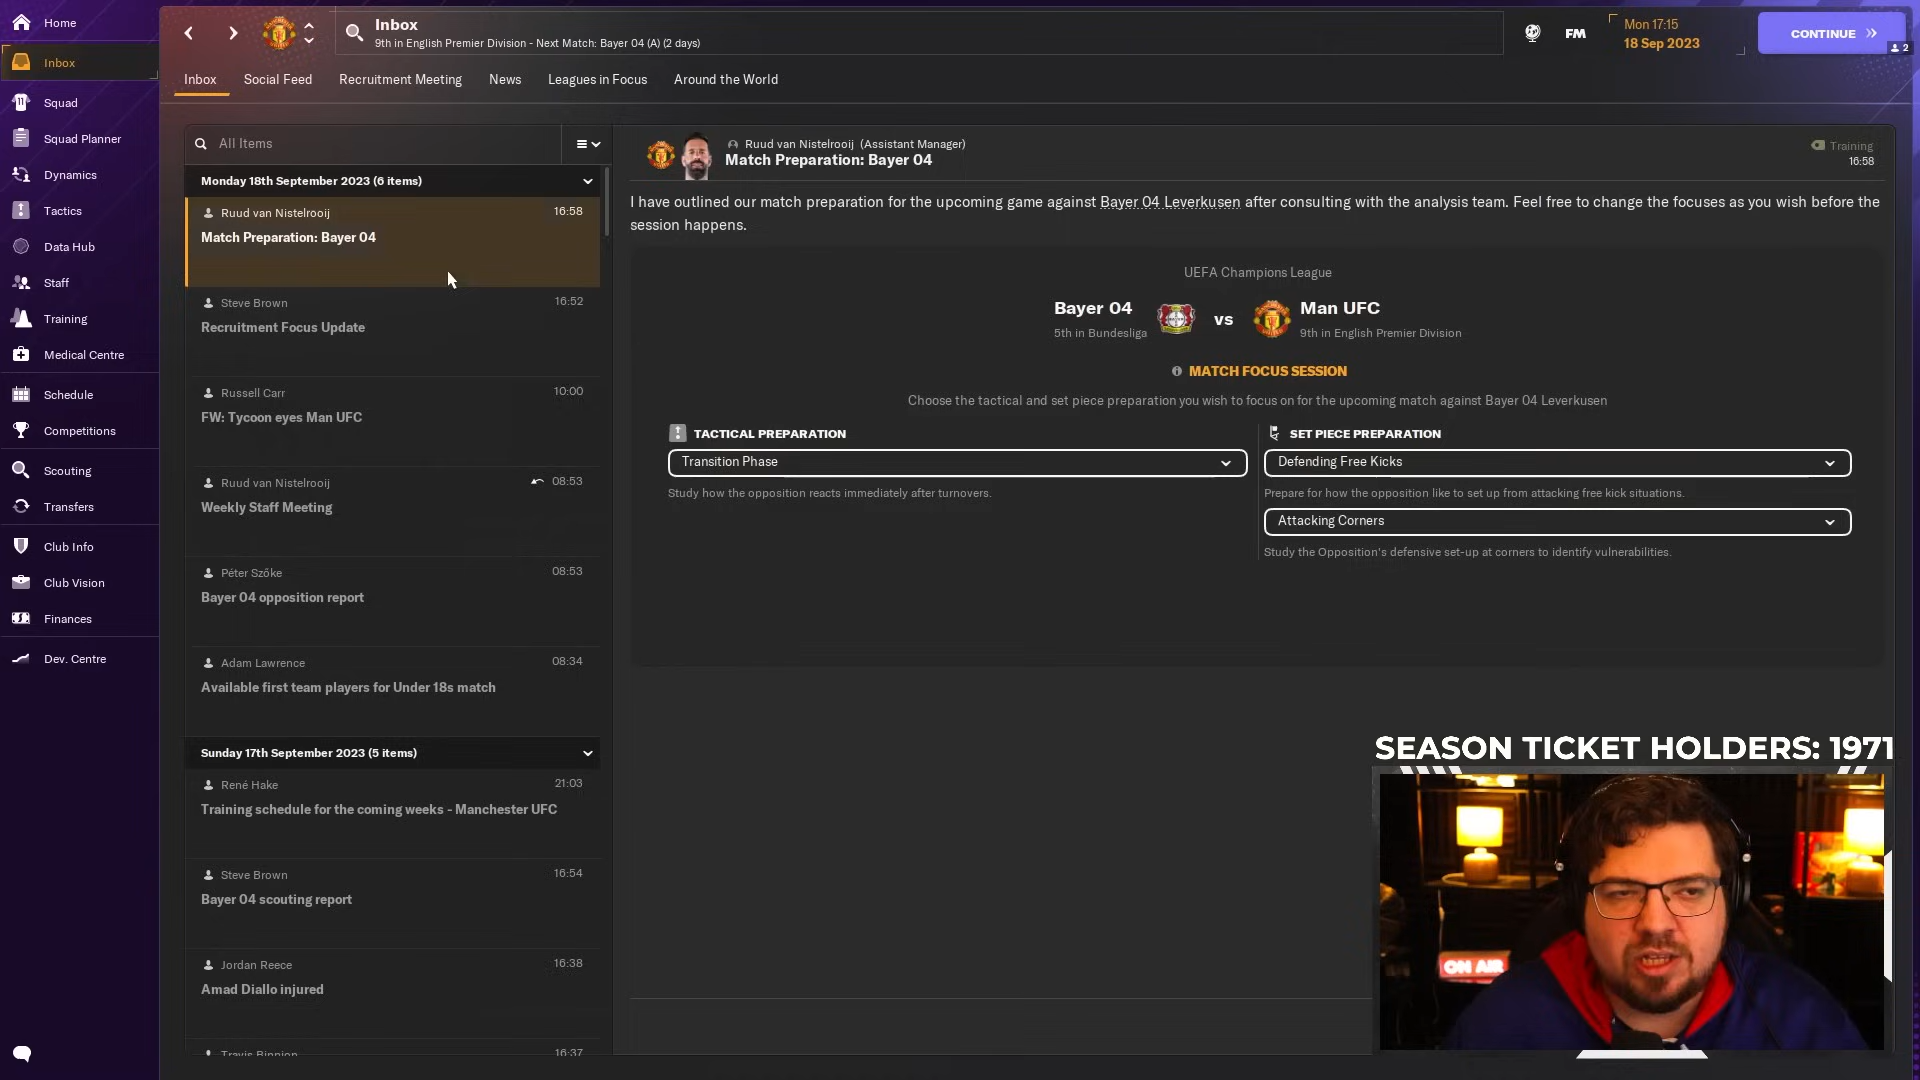 Home
Inbox
Squad
Squad Planner
Dynamics
Tactics
Data Hub
Staff
Training
Medical Centre
Schedule
Competitions
Scouting
Transfers
Club Info
Club Vision
Finances
Dev. Centre
Inbox
9th in English Premier Division - Next Match: Bayer 04 (A) (2 days)
FM
Mon 17:15
18 Sep 2023
CONTINUE
2
Inbox Social Feed Recruitment Meeting News Leagues in Focus Around the World
All Items
Monday 18th September 2023 (6 items)
Ruud van Nistelrooij 16:58
Match Preparation: Bayer 04
Steve Brown 16:52
Recruitment Focus Update
Russell Carr 10:00
FW: Tycoon eyes Man UFC
Ruud van Nistelrooij 08:53
Weekly Staff Meeting
Péter Szőke 08:53
Bayer 04 opposition report
Adam Lawrence 08:34
Available first team players for Under 18s match
Sunday 17th September 2023 (5 items)
René Hake 21:03
Training schedule for the coming weeks - Manchester UFC
Steve Brown 16:54
Bayer 04 scouting report
Jordan Reece 16:38
Amad Diallo injured
Travis Binnion 16:37
Ruud van Nistelrooij (Assistant Manager)
Match Preparation: Bayer 04
Training
16:58
I have outlined our match preparation for the upcoming game against Bayer 04 Leverkusen after consulting with the analysis team. Feel free to change the focuses as you wish before the
session happens.
UEFA Champions League
Bayer 04 vs Man UFC
5th in Bundesliga 9th in English Premier Division
MATCH FOCUS SESSION
Choose the tactical and set piece preparation you wish to focus on for the upcoming match against Bayer 04 Leverkusen
TACTICAL PREPARATION
Transition Phase
Study how the opposition reacts immediately after turnovers.
SET PIECE PREPARATION
Defending Free Kicks
Prepare for how the opposition like to set up from attacking free kick situations.
Attacking Corners
Study the Opposition's defensive set-up at corners to identify vulnerabilities.
SEASON TICKET HOLDERS: 1971
ON AIR